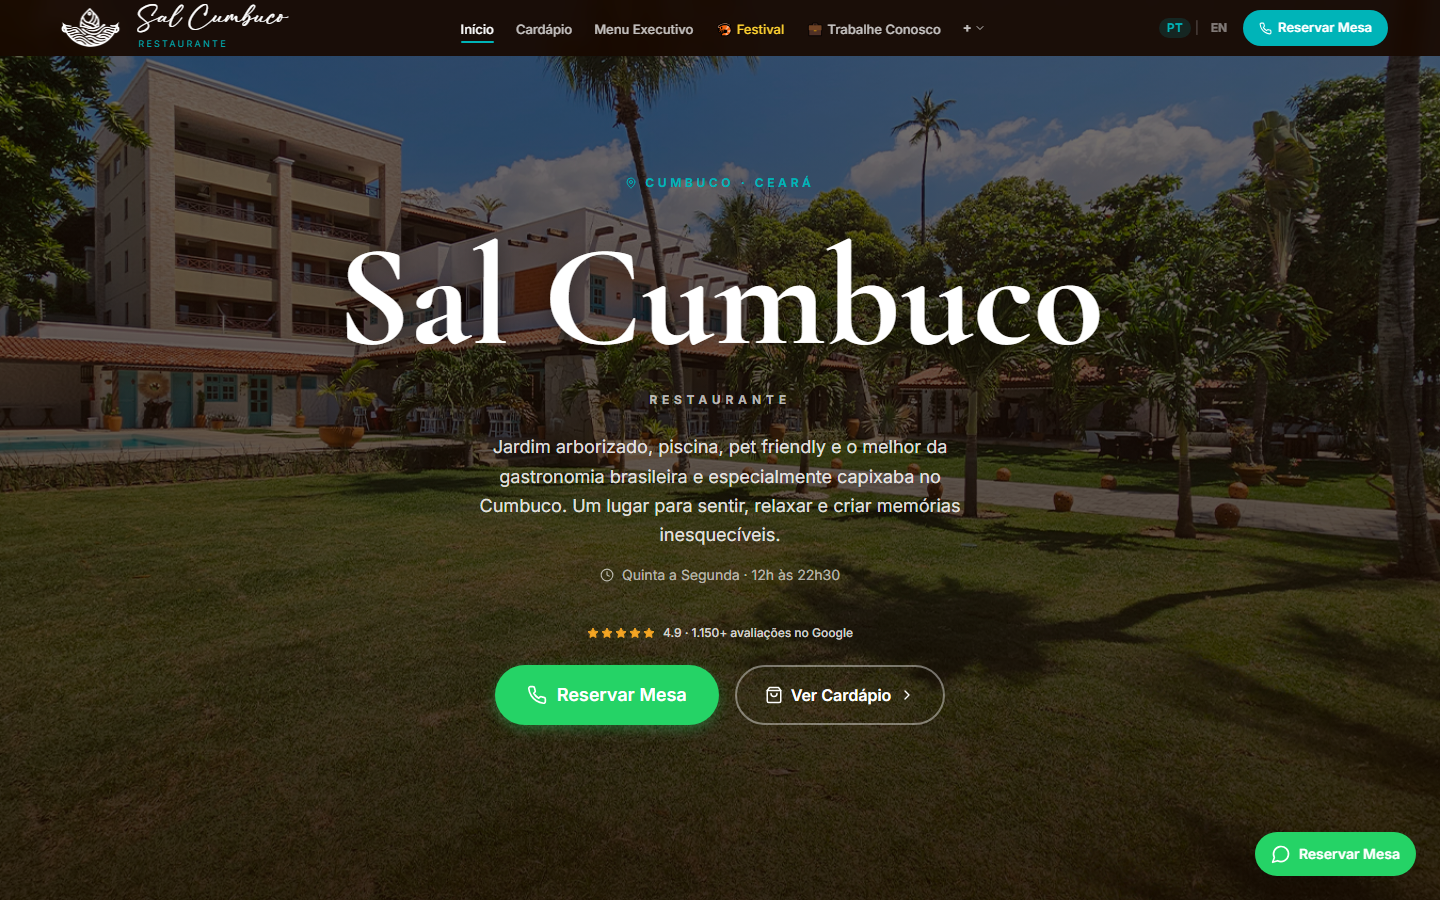 Sal Cumbuco
RESTAURANTE
Início
Cardápio
Menu Executivo
Festival
Trabalhe Conosco
+
PT
EN
Reservar Mesa
CUMBUCO · CEARÁ
Sal Cumbuco
RESTAURANTE
Jardim arborizado, piscina, pet friendly e o melhor da
gastronomia brasileira e especialmente capixaba no
Cumbuco. Um lugar para sentir, relaxar e criar memórias
inesquecíveis.
Quinta a Segunda · 12h às 22h30
4.9 · 1.150+ avaliações no Google
Reservar Mesa
Ver Cardápio
Reservar Mesa